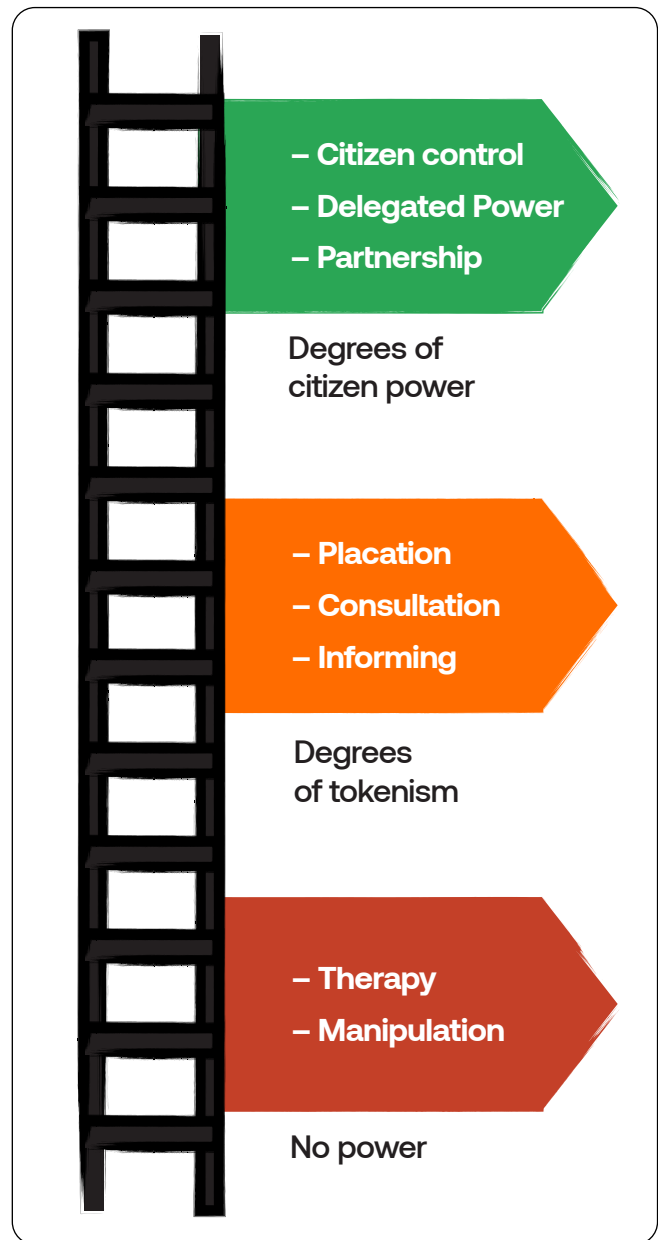 – Citizen control
– Delegated Power
– Partnership
Degrees of
citizen power
– Placation
– Consultation
– Informing
Degrees
of tokenism
– Therapy
– Manipulation
No power